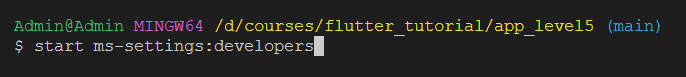 Admin@Admin MINGW64 /d/courses/flutter_tutorial/app_level5 (main)
$ start ms-settings:developers